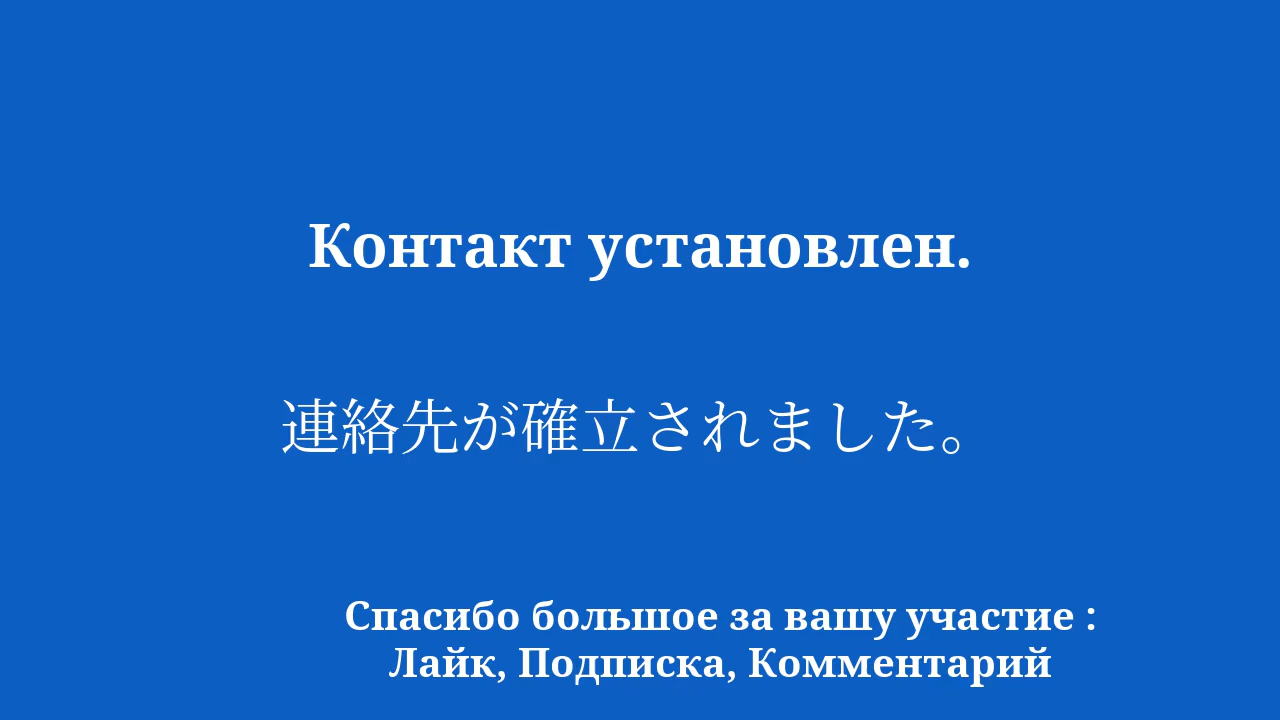 Контакт установлен.
連絡先が確立されました。
Спасибо большое за вашу участие :
Лайк, Подписка, Комментарий